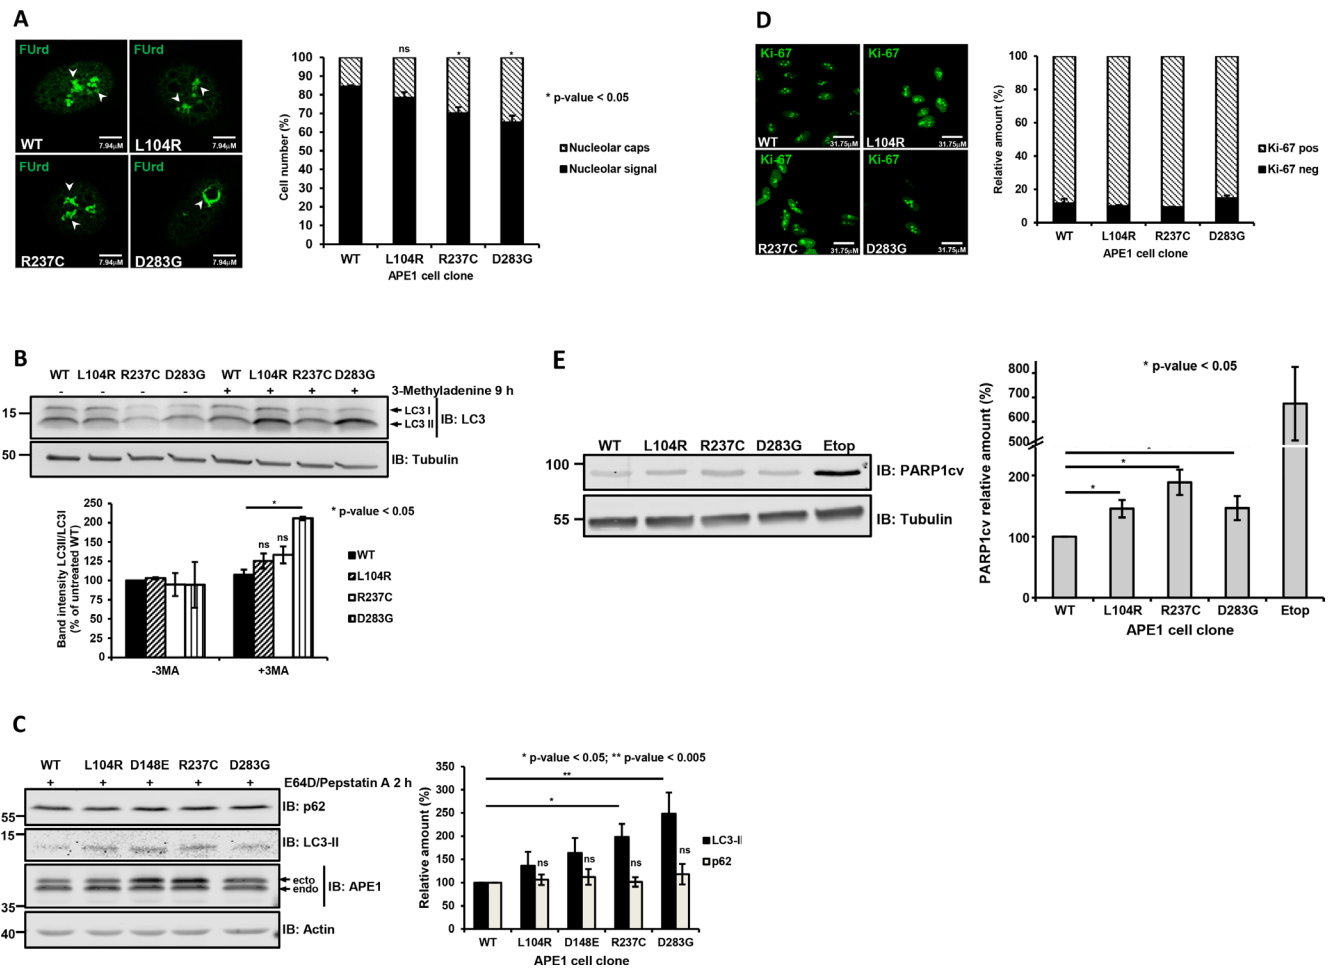 A
FUrd
WT
7.94μM
FUrd
L104R
7.94μM
FUrd
R237C
7.94μM
FUrd
D283G
7.94μM
Cell number (%)
100
90
80
70
60
50
40
30
20
10
0
ns
*
*
WT L104R R237C D283G
APE1 cell clone
* p-value < 0.05
Nucleolar caps
Nucleolar signal
D
Ki-67
WT
31.75μM
Ki-67
L104R
31.75μM
Ki-67
R237C
31.75μM
Ki-67
D283G
31.75μM
Relative amount (%)
100
80
60
40
20
0
WT L104R R237C D283G
APE1 cell clone
Ki-67 pos
Ki-67 neg
B
WT L104R R237C D283G WT L104R R237C D283G
- - - - + + + + 3-Methyladenine 9 h
15
LC3 I
LC3 II
IB: LC3
50
IB: Tubulin
Band intensity LC3II/LC3I
(% of untreated WT)
250
200
125
100
75
50
25
0
ns
ns
*
-3MA +3MA
* p-value < 0.05
WT
L104R
R237C
D283G
E
WT L104R R237C D283G Etop
100
IB: PARP1cv
55
IB: Tubulin
PARP1cv relative amount (%)
800
700
600
500
200
100
0
* p-value < 0.05
*
*
WT L104R R237C D283G Etop
APE1 cell clone
C
WT L104R D148E R237C D283G
+ + + + + E64D/Pepstatin A 2 h
55
IB: p62
15
IB: LC3-II
ecto
endo
IB: APE1
35
40
IB: Actin
* p-value < 0.05; ** p-value < 0.005
Relative amount (%)
350
300
250
200
150
100
50
0
**
*
ns
ns
ns
ns
WT L104R D148E R237C D283G
APE1 cell clone
LC3-II
p62